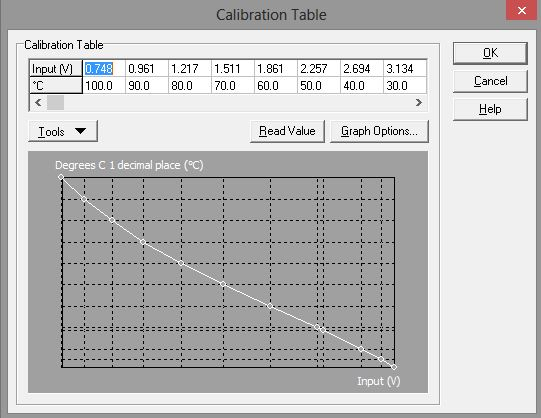 Calibration Table
Calibration Table
Input (V) 0.748 0.961 1.217 1.511 1.861 2.257 2.694 3.134
°C 100.0 90.0 80.0 70.0 60.0 50.0 40.0 30.0
OK
Cancel
Help
Tools
Read Value
Graph Options...
Degrees C 1 decimal place (°C)
Input (V)